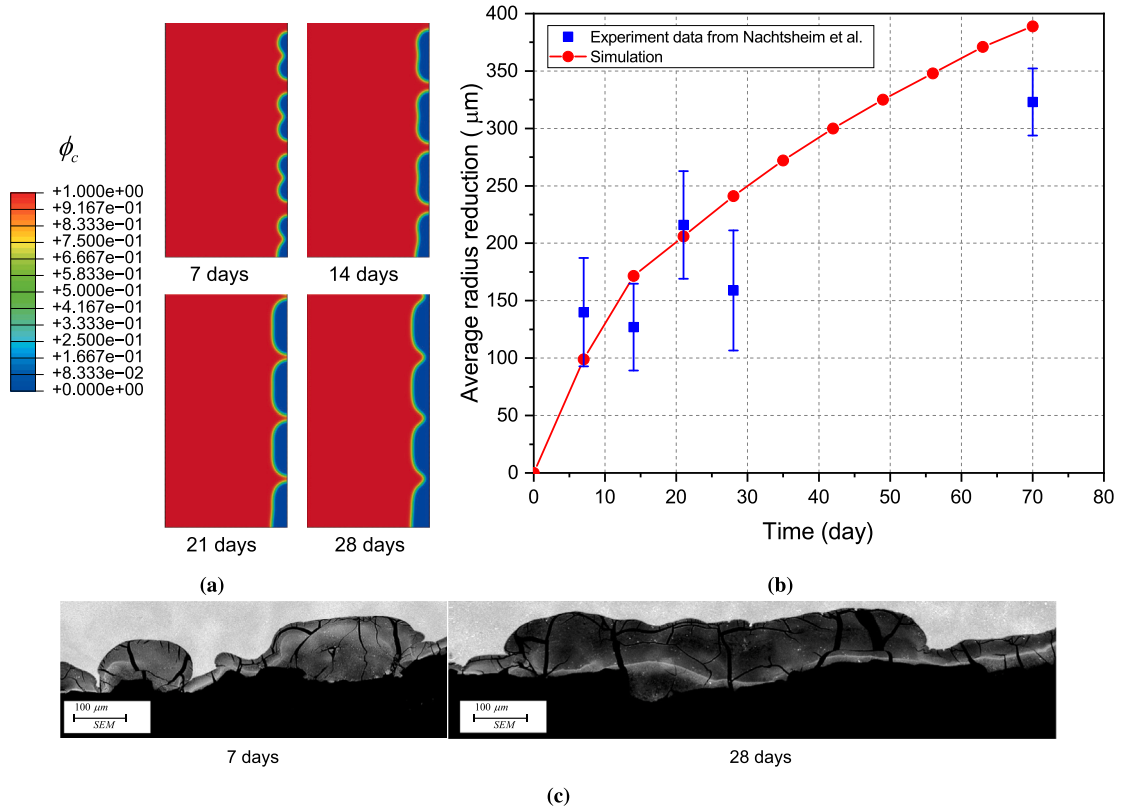 ϕc
+1.000e+00
+9.167e−01
+8.333e−01
+7.500e−01
+6.667e−01
+5.833e−01
+5.000e−01
+4.167e−01
+3.333e−01
+2.500e−01
+1.667e−01
+8.333e−02
+0.000e+00
7 days
14 days
21 days
28 days
(a)
400
350
300
250
200
150
100
50
0
Average radius reduction ( μm)
Experiment data from Nachtsheim et al.
Simulation
0 10 20 30 40 50 60 70 80
Time (day)
(b)
100 μm
SEM
7 days
100 μm
SEM
28 days
(c)